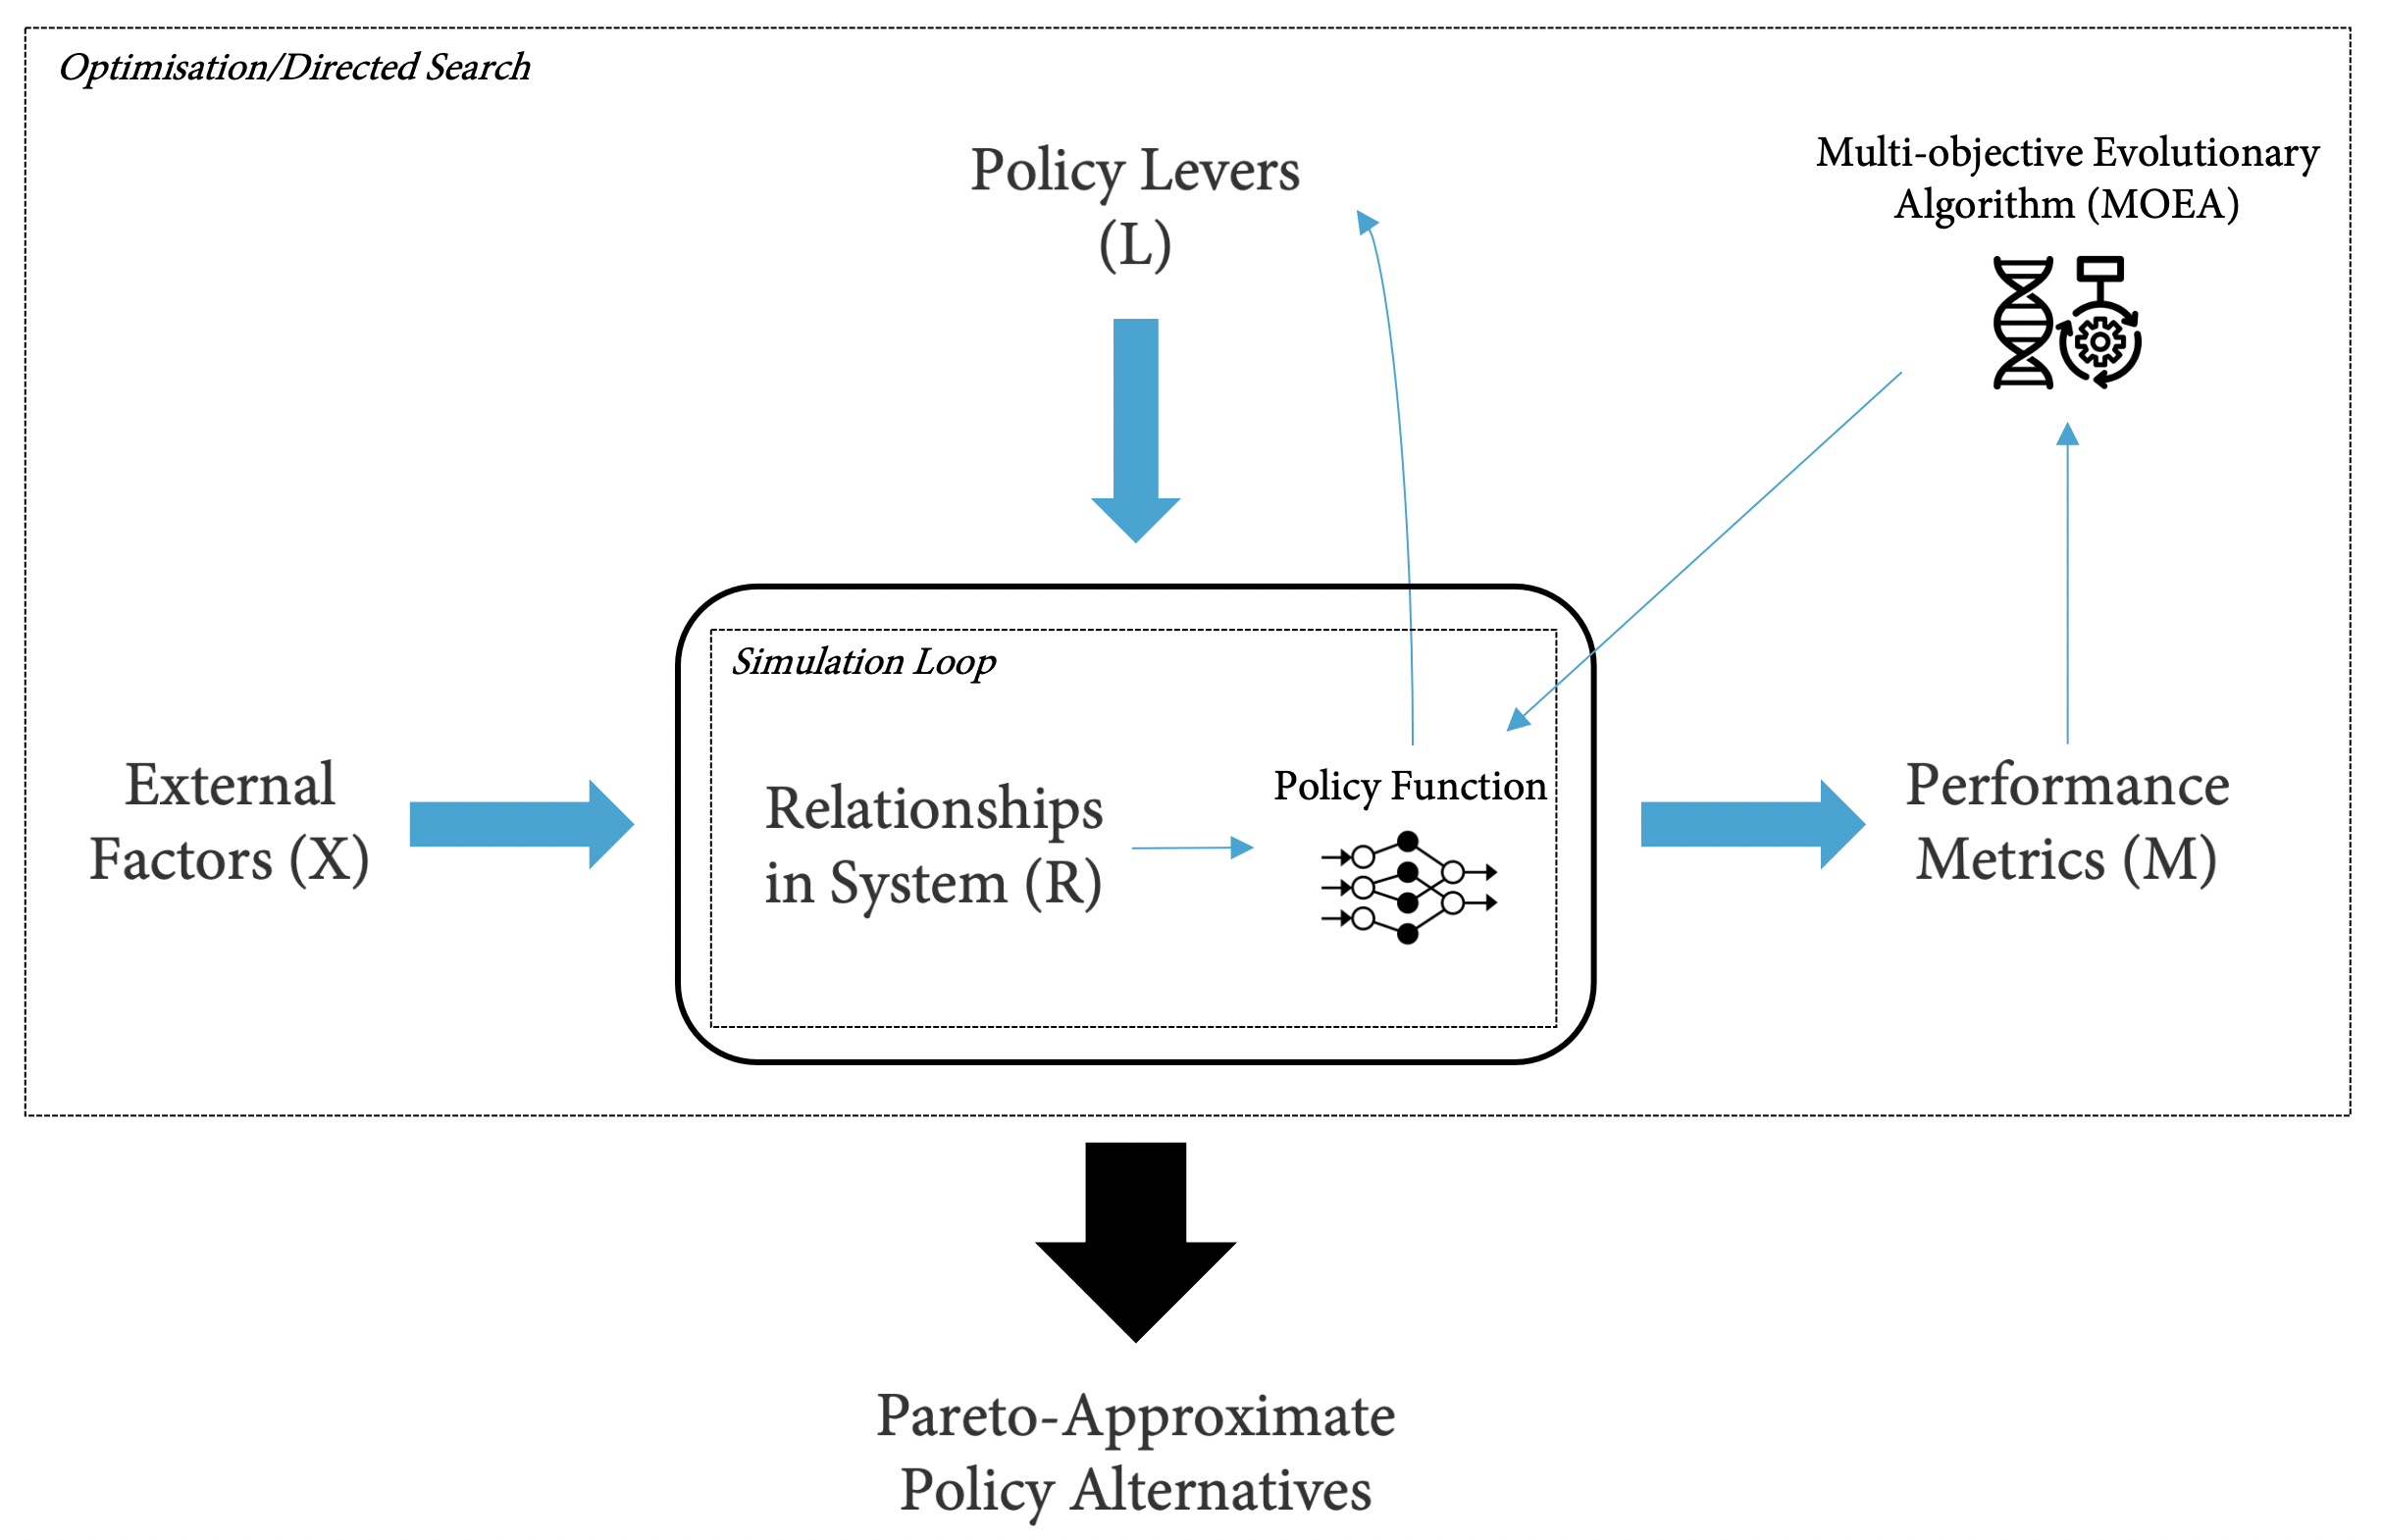 Optimisation/Directed Search
Policy Levers
(L)
Multi-objective Evolutionary
Algorithm (MOEA)
Simulation Loop
External
Factors (X)
Relationships
in System (R)
Policy Function
Performance
Metrics (M)
Pareto-Approximate
Policy Alternatives